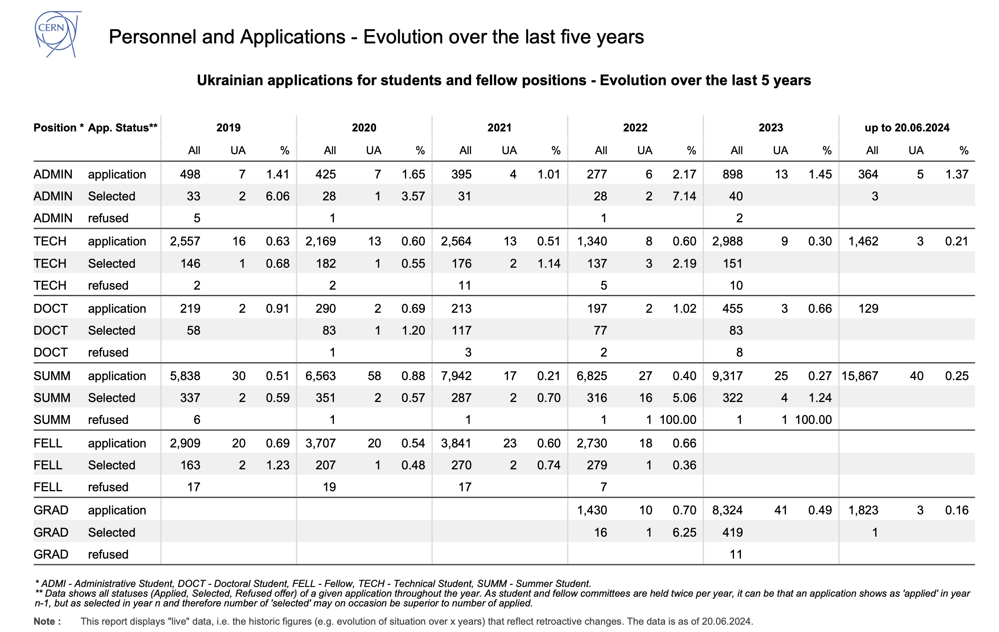 CERN
Personnel and Applications - Evolution over the last five years
Ukrainian applications for students and fellow positions - Evolution over the last 5 years
Position * App. Status** 2019 2020 2021 2022 2023 up to 20.06.2024
All UA % All UA % All UA % All UA % All UA % All UA %
ADMIN application 498 7 1.41 425 7 1.65 395 4 1.01 277 6 2.17 898 13 1.45 364 5 1.37
ADMIN Selected 33 2 6.06 28 1 3.57 31 28 2 7.14 40 3
ADMIN refused 5 1 1 2
TECH application 2,557 16 0.63 2,169 13 0.60 2,564 13 0.51 1,340 8 0.60 2,988 9 0.30 1,462 3 0.21
TECH Selected 146 1 0.68 182 1 0.55 176 2 1.14 137 3 2.19 151
TECH refused 2 2 11 5 10
DOCT application 219 2 0.91 290 2 0.69 213 197 2 1.02 455 3 0.66 129
DOCT Selected 58 83 1 1.20 117 77 83
DOCT refused 1 3 2 8
SUMM application 5,838 30 0.51 6,563 58 0.88 7,942 17 0.21 6,825 27 0.40 9,317 25 0.27 15,867 40 0.25
SUMM Selected 337 2 0.59 351 2 0.57 287 2 0.70 316 16 5.06 322 4 1.24
SUMM refused 6 1 1 1 1 100.00 1 1 100.00
FELL application 2,909 20 0.69 3,707 20 0.54 3,841 23 0.60 2,730 18 0.66
FELL Selected 163 2 1.23 207 1 0.48 270 2 0.74 279 1 0.36
FELL refused 17 19 17 7
GRAD application 1,430 10 0.70 8,324 41 0.49 1,823 3 0.16
GRAD Selected 16 1 6.25 419 1
GRAD refused 11
* ADMI - Administrative Student, DOCT - Doctoral Student, FELL - Fellow, TECH - Technical Student, SUMM - Summer Student.
** Data shows all statuses (Applied, Selected, Refused offer) of a given application throughout the year. As student and fellow committees are held twice per year, it can be that an application shows as 'applied' in year
n-1, but as selected in year n and therefore number of 'selected' may on occasion be superior to number of applied.
Note : This report displays "live" data, i.e. the historic figures (e.g. evolution of situation over x years) that reflect retroactive changes. The data is as of 20.06.2024.